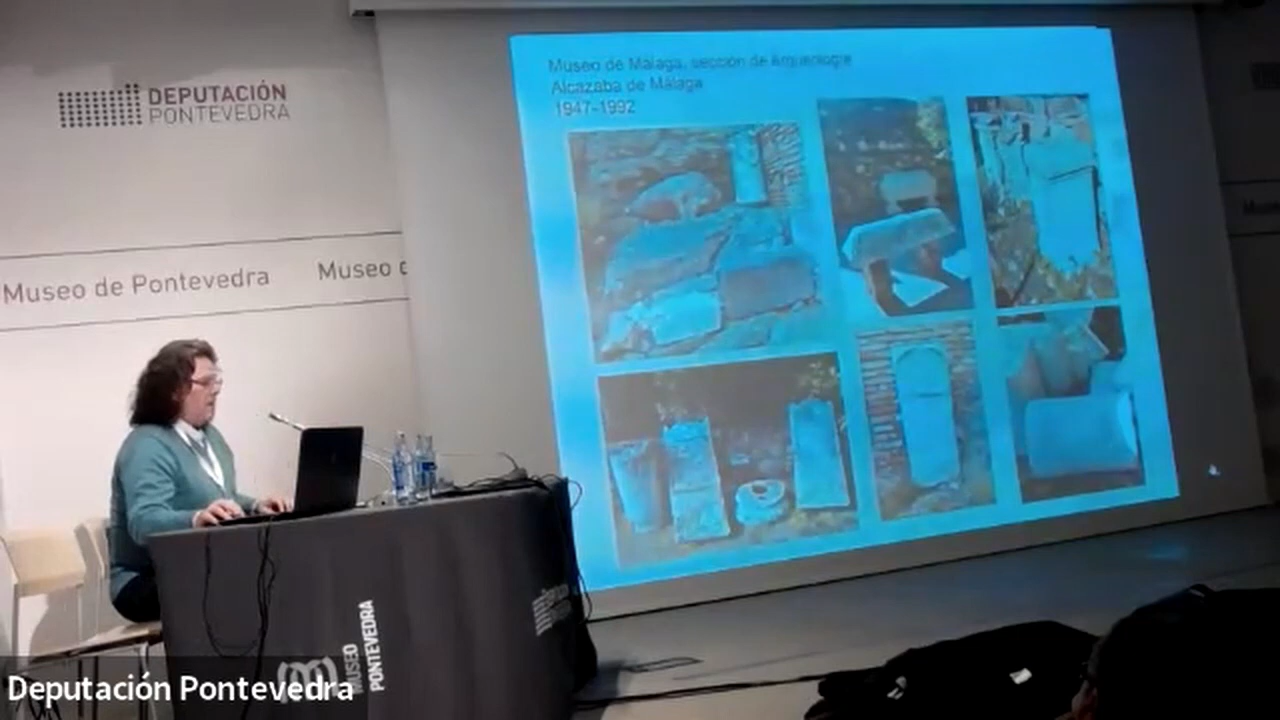 DEPUTACIÓN
PONTEVEDRA
Museo de Pontevedra
Museo
Museo de Málaga, sección de Arqueología
Alcazaba de Málaga
1947-1992
MUSEO
PONTEVEDRA
Deputación Pontevedra